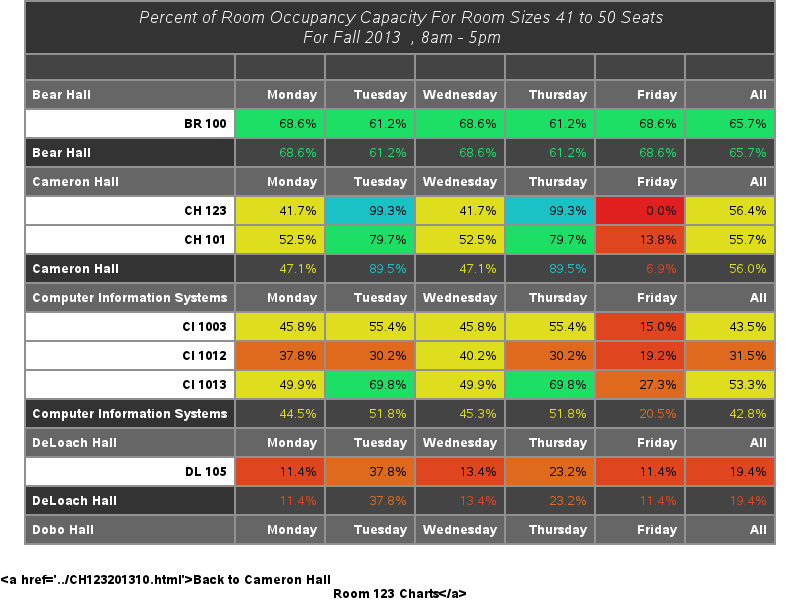 Percent of Room Occupancy Capacity For Room Sizes 41 to 50 Seats
For Fall 2013 , 8am - 5pm
Bear Hall Monday Tuesday Wednesday Thursday Friday All
BR 100 68.6% 61.2% 68.6% 61.2% 68.6% 65.7%
Bear Hall 68.6% 61.2% 68.6% 61.2% 68.6% 65.7%
Cameron Hall Monday Tuesday Wednesday Thursday Friday All
CH 123 41.7% 99.3% 41.7% 99.3% 0.0% 56.4%
CH 101 52.5% 79.7% 52.5% 79.7% 13.8% 55.7%
Cameron Hall 47.1% 89.5% 47.1% 89.5% 6.9% 56.0%
Computer Information Systems Monday Tuesday Wednesday Thursday Friday All
CI 1003 45.8% 55.4% 45.8% 55.4% 15.0% 43.5%
CI 1012 37.8% 30.2% 40.2% 30.2% 19.2% 31.5%
CI 1013 49.9% 69.8% 49.9% 69.8% 27.3% 53.3%
Computer Information Systems 44.5% 51.8% 45.3% 51.8% 20.5% 42.8%
DeLoach Hall Monday Tuesday Wednesday Thursday Friday All
DL 105 11.4% 37.8% 13.4% 23.2% 11.4% 19.4%
DeLoach Hall 11.4% 37.8% 13.4% 23.2% 11.4% 19.4%
Dobo Hall Monday Tuesday Wednesday Thursday Friday All
&lt;a href='../CH123201310.html'&gt;Back to Cameron Hall
Room 123 Charts&lt;/a&gt;